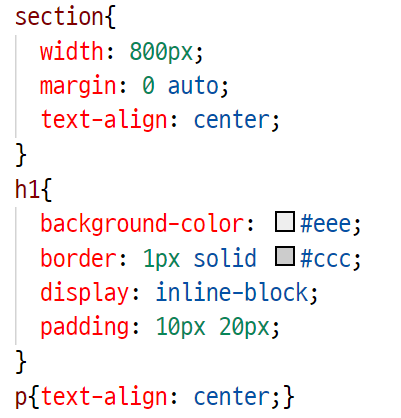 section{
width: 800px;
margin: 0 auto;
text-align: center;
}
h1{
background-color: #eee;
border: 1px solid #ccc;
display: inline-block;
padding: 10px 20px;
}
p{text-align: center;}